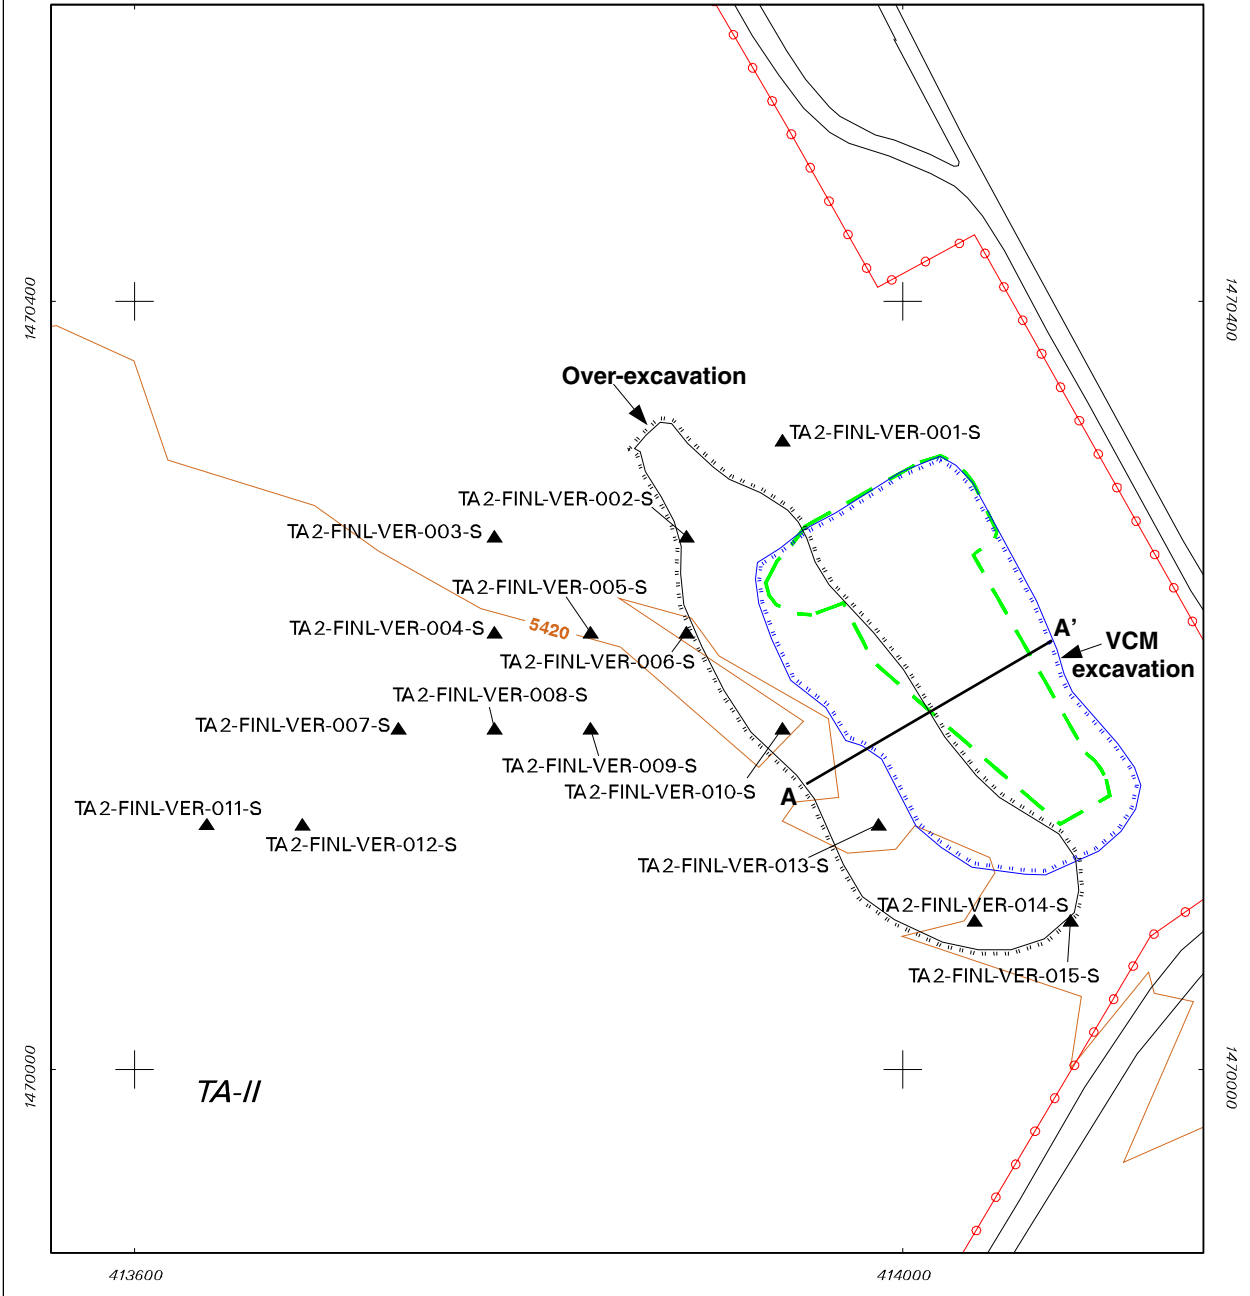 1470400
1470400
Over-excavation
TA2-FINL-VER-001-S
TA2-FINL-VER-002-S
TA2-FINL-VER-003-S
TA2-FINL-VER-005-S
TA2-FINL-VER-004-S
5420
A'
VCM
excavation
TA2-FINL-VER-006-S
TA2-FINL-VER-008-S
TA2-FINL-VER-007-S
TA2-FINL-VER-009-S
TA2-FINL-VER-010-S
A
TA2-FINL-VER-011-S
TA2-FINL-VER-012-S
TA2-FINL-VER-013-S
TA2-FINL-VER-014-S
TA2-FINL-VER-015-S
1470000
1470000
TA-II
413600
414000